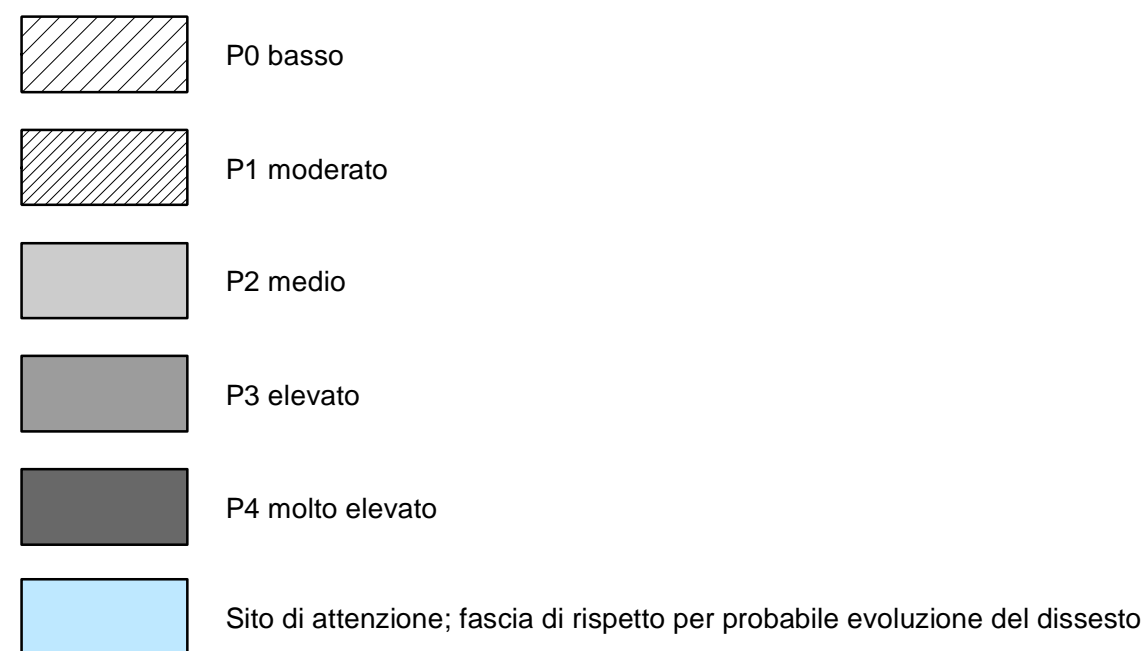 P0 basso
P1 moderato
P2 medio
P3 elevato
P4 molto elevato
Sito di attenzione; fascia di rispetto per probabile evoluzione del dissesto